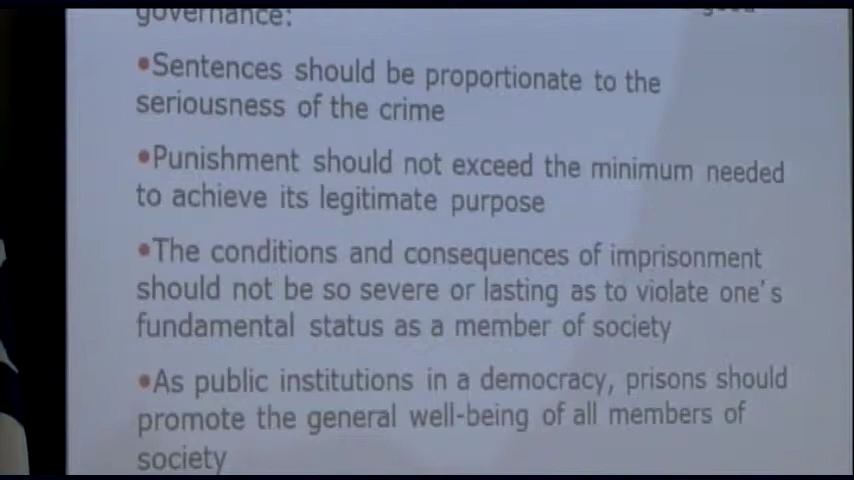 governance:
•Sentences should be proportionate to the
seriousness of the crime
•Punishment should not exceed the minimum needed
to achieve its legitimate purpose
•The conditions and consequences of imprisonment
should not be so severe or lasting as to violate one's
fundamental status as a member of society
•As public institutions in a democracy, prisons should
promote the general well-being of all members of
society